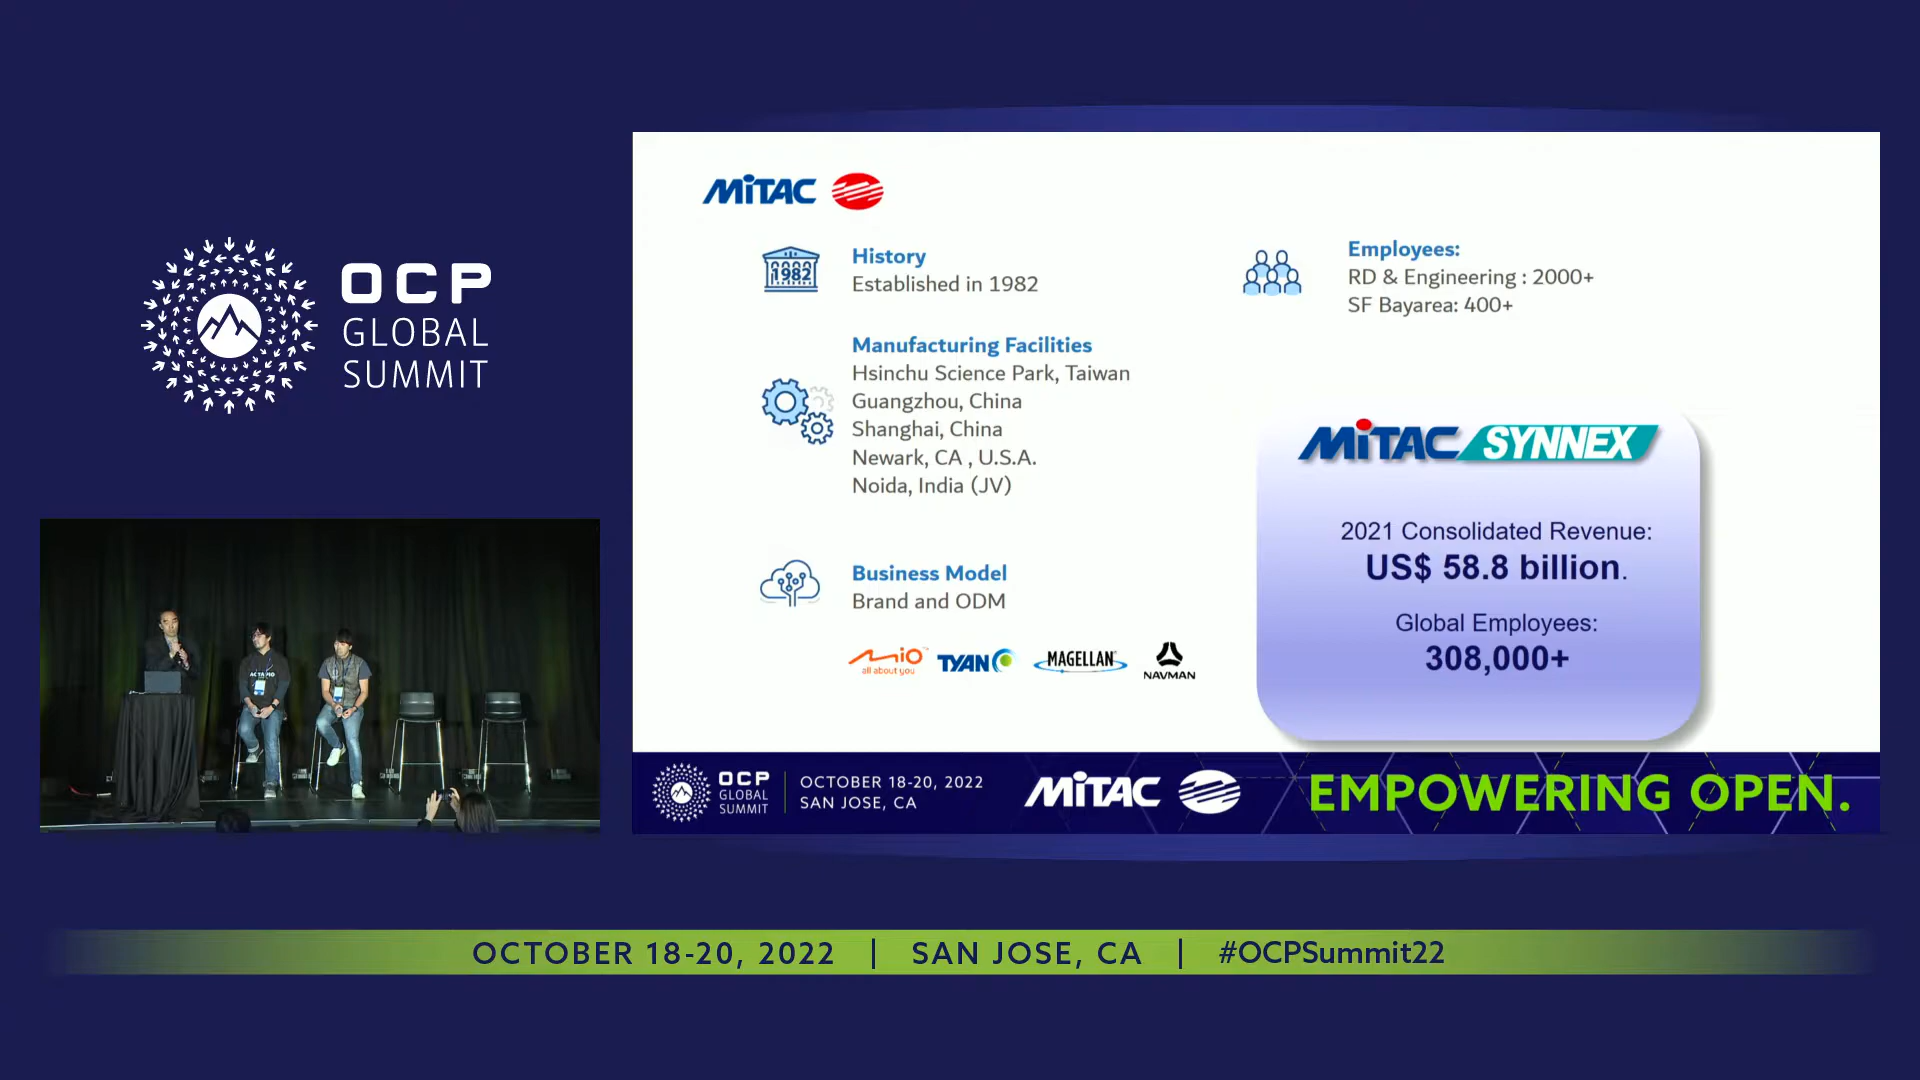 OCP
GLOBAL
SUMMIT
MiTAC
1982
History
Established in 1982
Manufacturing Facilities
Hsinchu Science Park, Taiwan
Guangzhou, China
Shanghai, China
Newark, CA , U.S.A.
Noida, India (JV)
Business Model
Brand and ODM
Mio
all about you
TYAN
MAGELLAN
NAVMAN
Employees:
RD & Engineering : 2000+
SF Bayarea: 400+
MiTAC SYNNEX
2021 Consolidated Revenue:
US$ 58.8 billion.
Global Employees:
308,000+
OCP
GLOBAL
SUMMIT
OCTOBER 18-20, 2022
SAN JOSE, CA
MiTAC
EMPOWERING OPEN.
OCTOBER 18-20, 2022 | SAN JOSE, CA | #OCPSummit22